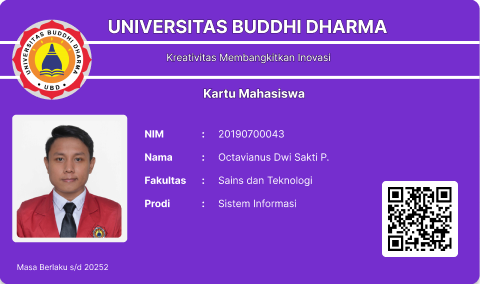 UNIVERSITAS BUDDHI DHARMA
UNIVERSITAS BUDDHI DHARMA
UBD
Kreativitas Membangkitkan Inovasi
Kartu Mahasiswa
NIM : 20190700043
Nama : Octavianus Dwi Sakti P.
Fakultas : Sains dan Teknologi
Prodi : Sistem Informasi
Masa Berlaku s/d 20252